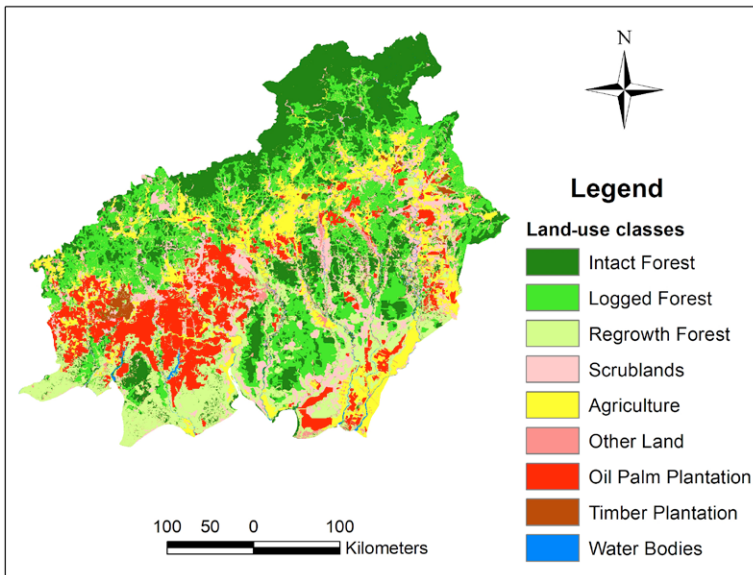 N
Legend
Land-use classes
Intact Forest
Logged Forest
Regrowth Forest
Scrublands
Agriculture
Other Land
Oil Palm Plantation
Timber Plantation
Water Bodies
100 50 0 100
Kilometers